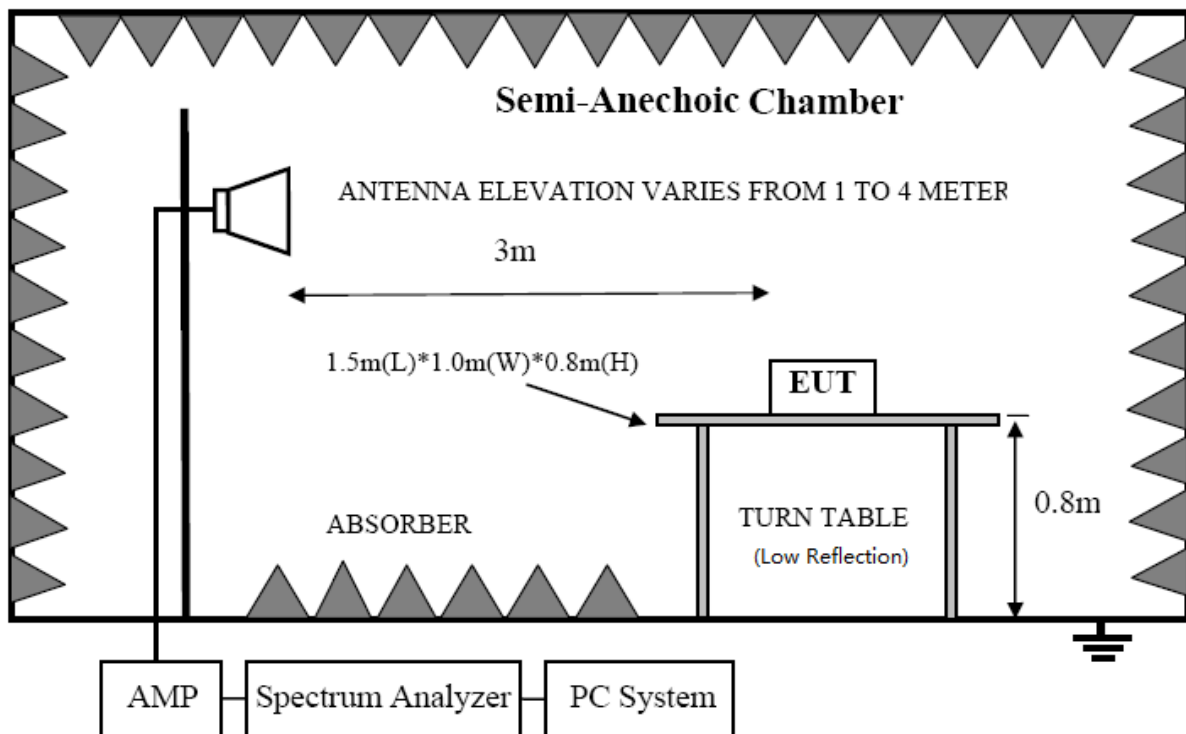 Semi-Anechoic Chamber
ANTENNA ELEVATION VARIES FROM 1 TO 4 METER
3m
1.5m(L)*1.0m(W)*0.8m(H)
EUT
0.8m
ABSORBER
TURN TABLE
(Low Reflection)
AMP
Spectrum Analyzer
PC System